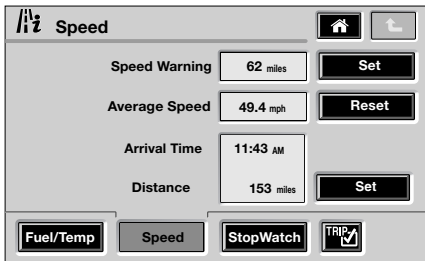 Speed
Speed Warning 62 miles Set
Average Speed 49.4 mph Reset
Arrival Time 11:43 AM
Distance 153 miles Set
Fuel/Temp Speed StopWatch TRIP